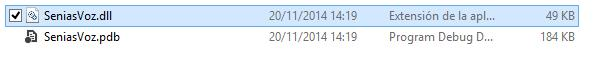 SeniasVoz.dll 20/11/2014 14:19 Extensión de la apl... 49 KB
SeniasVoz.pdb 20/11/2014 14:19 Program Debug D... 184 KB